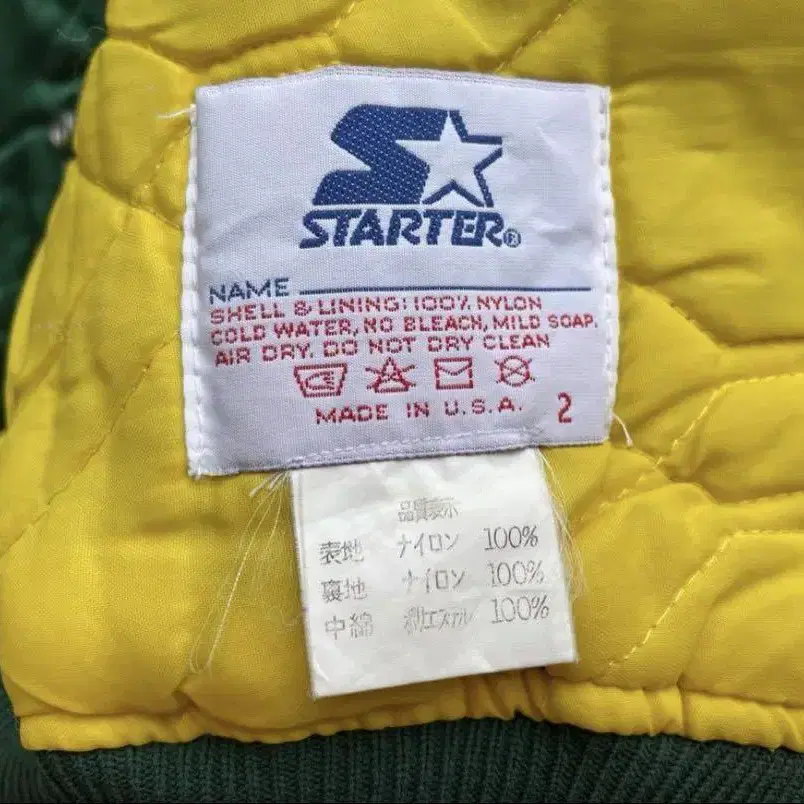 STARTER®
NAME
SHELL & LINING: 100% NYLON
COLD WATER, NO BLEACH, MILD SOAP.
AIR DRY. DO NOT DRY CLEAN
MADE IN U.S.A. 2
品質表示
表地 ナイロン 100%
裏地 ナイロン 100%
中綿 ポリエステル 100%